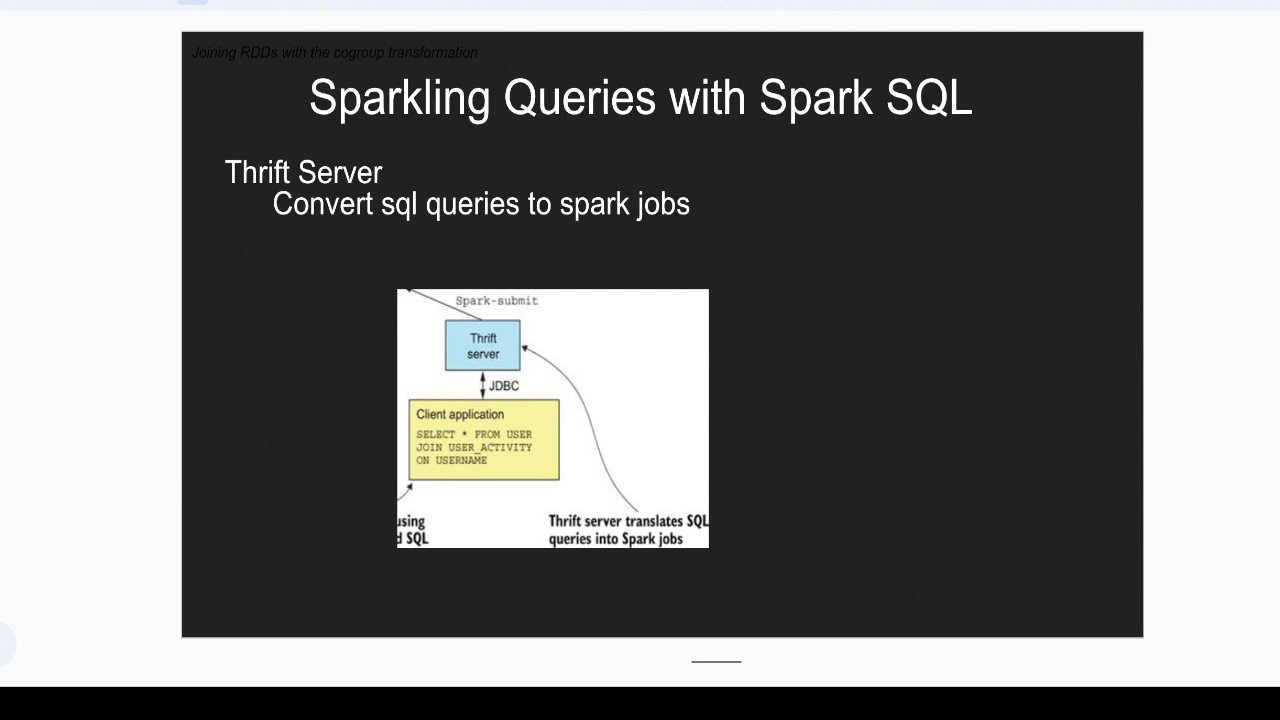 Joining RDDs with the cogroup transformation
Sparkling Queries with Spark SQL
Thrift Server
Convert sql queries to spark jobs
Spark-submit
Thrift
server
JDBC
Client application
SELECT * FROM USER
JOIN USER_ACTIVITY
ON USERNAME
using
d SQL
Thrift server translates SQL
queries into Spark jobs